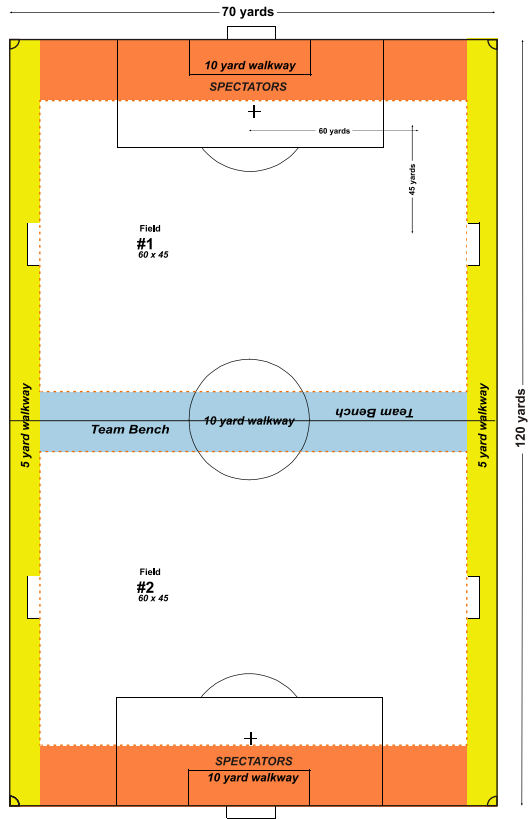 70 yards
10 yard walkway
SPECTATORS
60 yards
45 yards
Field
#1
60 x 45
5 yard walkway
Team Bench
10 yard walkway
Team Bench
5 yard walkway
120 yards
Field
#2
60 x 45
SPECTATORS
10 yard walkway